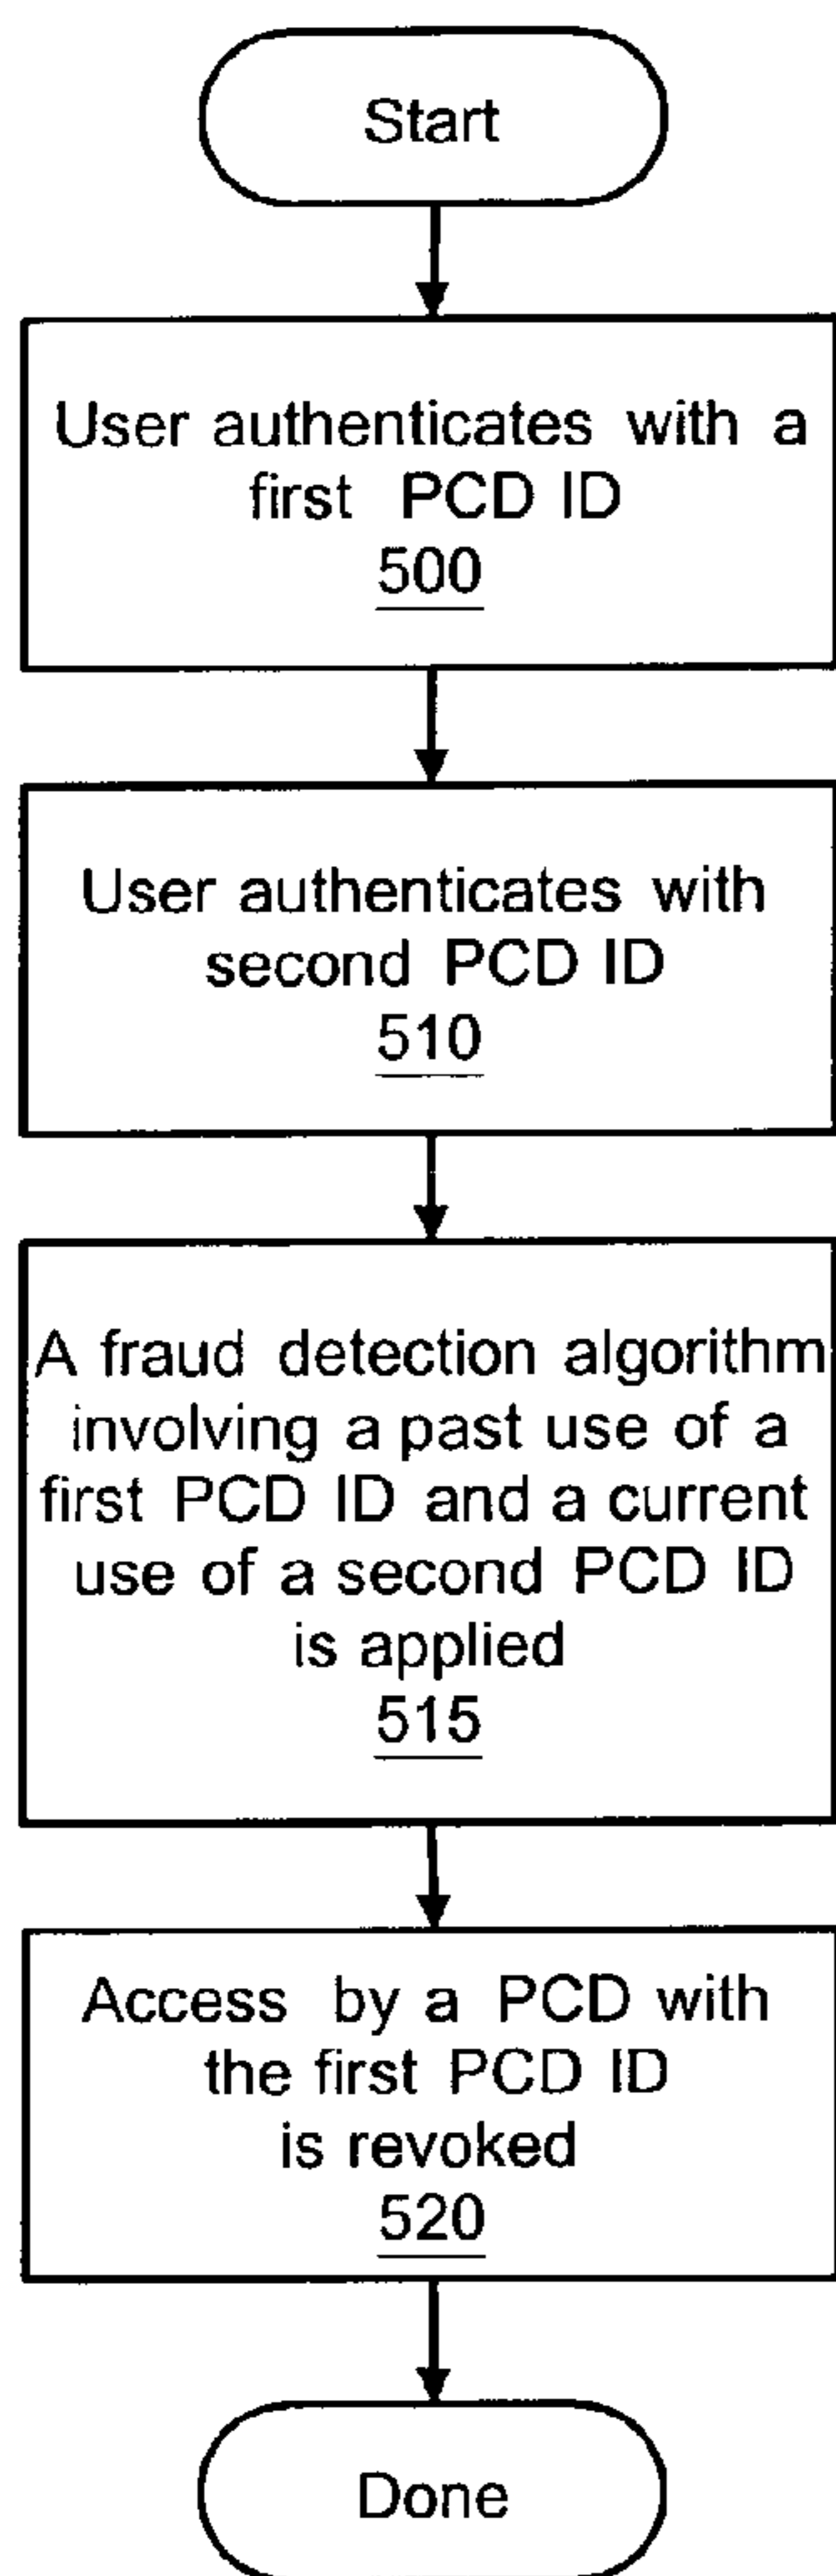 Start
User authenticates with a
first PCD ID
500
User authenticates with
second PCD ID
510
A fraud detection algorithm
involving a past use of a
first PCD ID and a current
use of a second PCD ID
is applied
515
Access by a PCD with
the first PCD ID
is revoked
520
Done